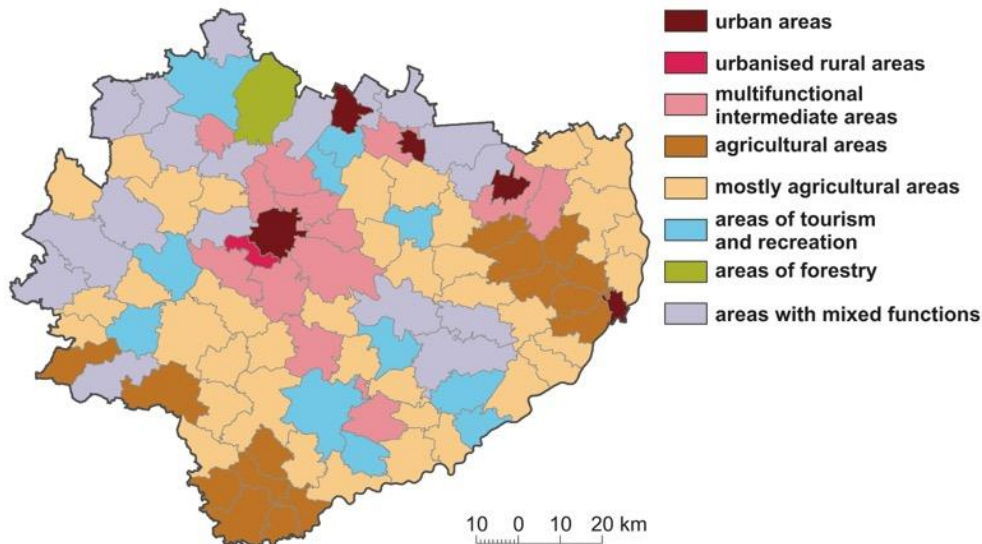 urban areas
urbanised rural areas
multifunctional
intermediate areas
agricultural areas
mostly agricultural areas
areas of tourism
and recreation
areas of forestry
areas with mixed functions
10 0 10 20 km